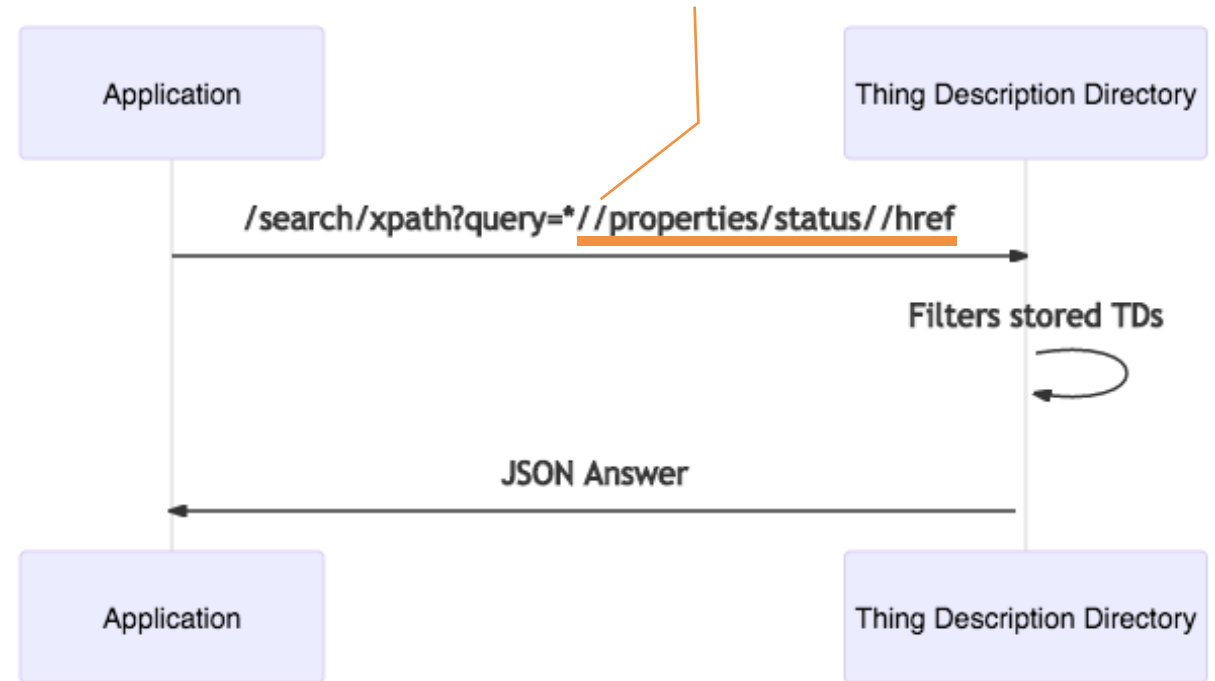 Application
Thing Description Directory
/search/xpath?query=*//properties/status//href
Filters stored TDs
JSON Answer
Application
Thing Description Directory